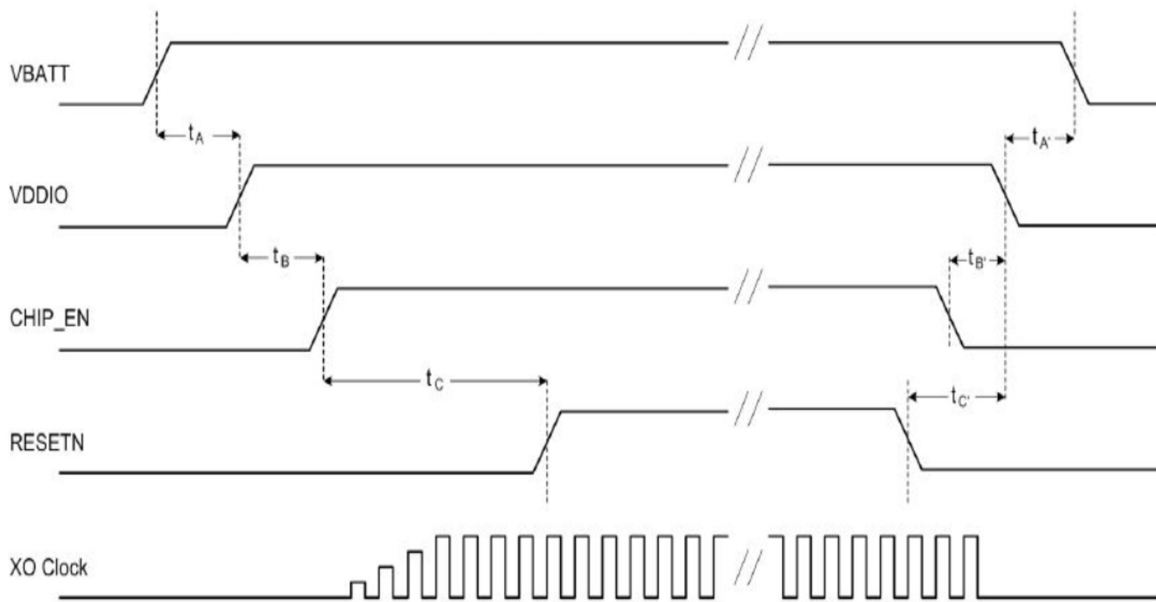 VBATT
tA
tA'
VDDIO
tB
tB'
CHIP_EN
tC
tC'
RESETN
XO Clock